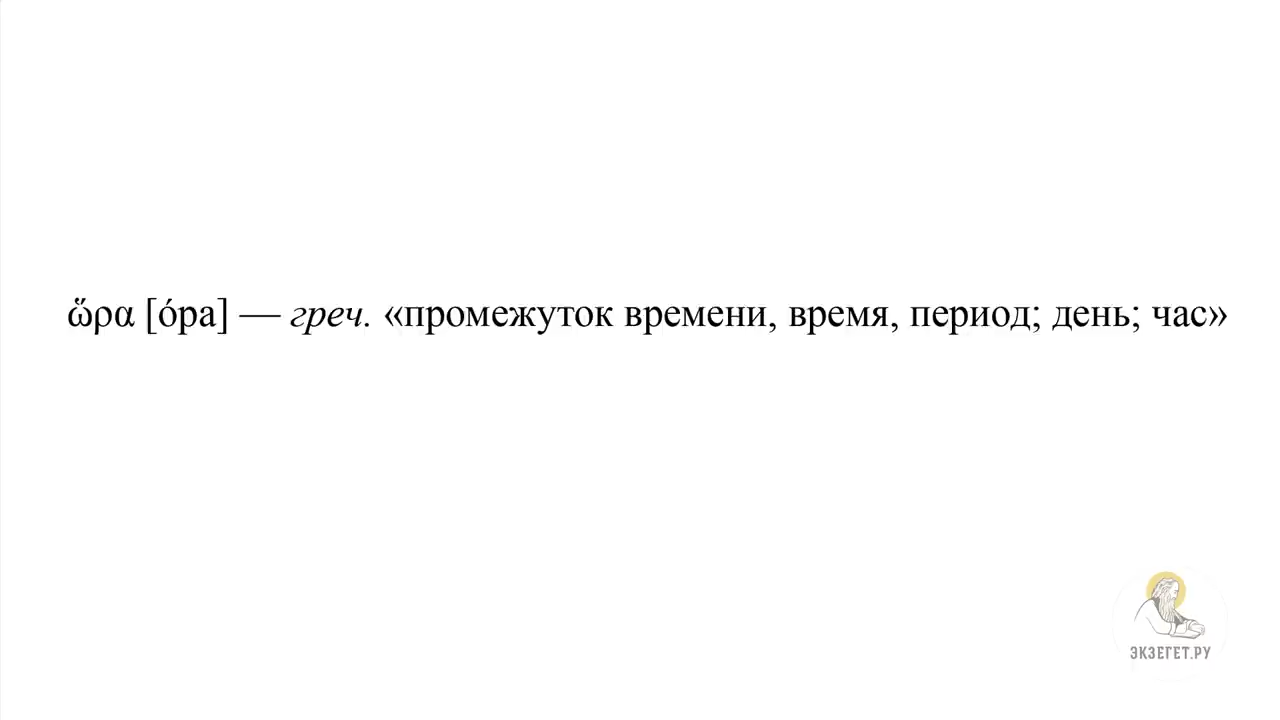 ὥρα [óра] — греч. «промежуток времени, время, период; день; час»
ЭКЗЕГЕТ.РУ